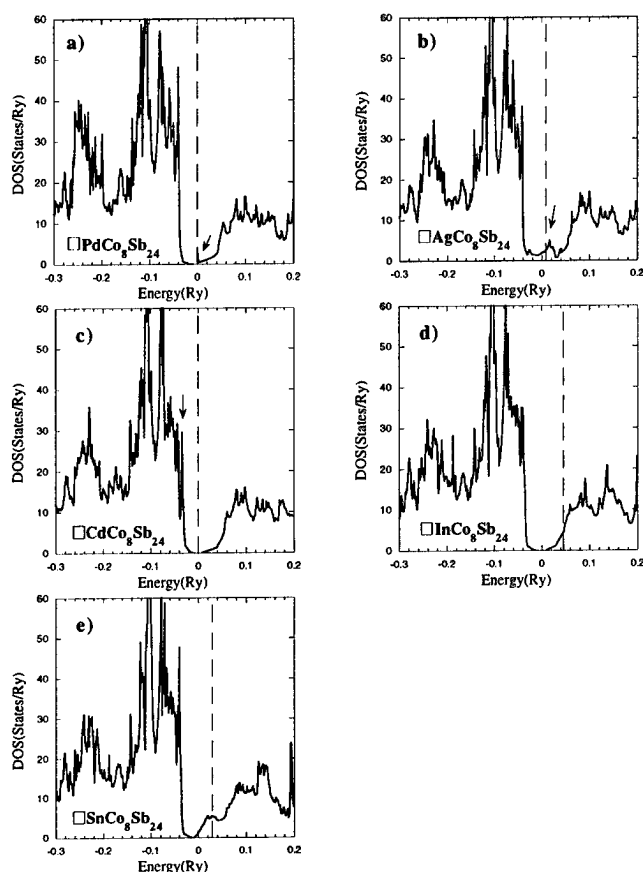 a)
60
50
40
30
20
10
0
DOS(States/Ry)
□PdCo₈Sb₂₄
-0.3 -0.2 -0.1 0 0.1 0.2
Energy(Ry)
b)
60
50
40
30
20
10
0
DOS(States/Ry)
□AgCo₈Sb₂₄
-0.3 -0.2 -0.1 0 0.1 0.2
Energy(Ry)
c)
60
50
40
30
20
10
0
DOS(States/Ry)
□CdCo₈Sb₂₄
-0.3 -0.2 -0.1 0 0.1 0.2
Energy(Ry)
d)
60
50
40
30
20
10
0
DOS(States/Ry)
□InCo₈Sb₂₄
-0.3 -0.2 -0.1 0 0.1 0.2
Energy(Ry)
e)
60
50
40
30
20
10
0
DOS(States/Ry)
□SnCo₈Sb₂₄
-0.3 -0.2 -0.1 0 0.1 0.2
Energy(Ry)